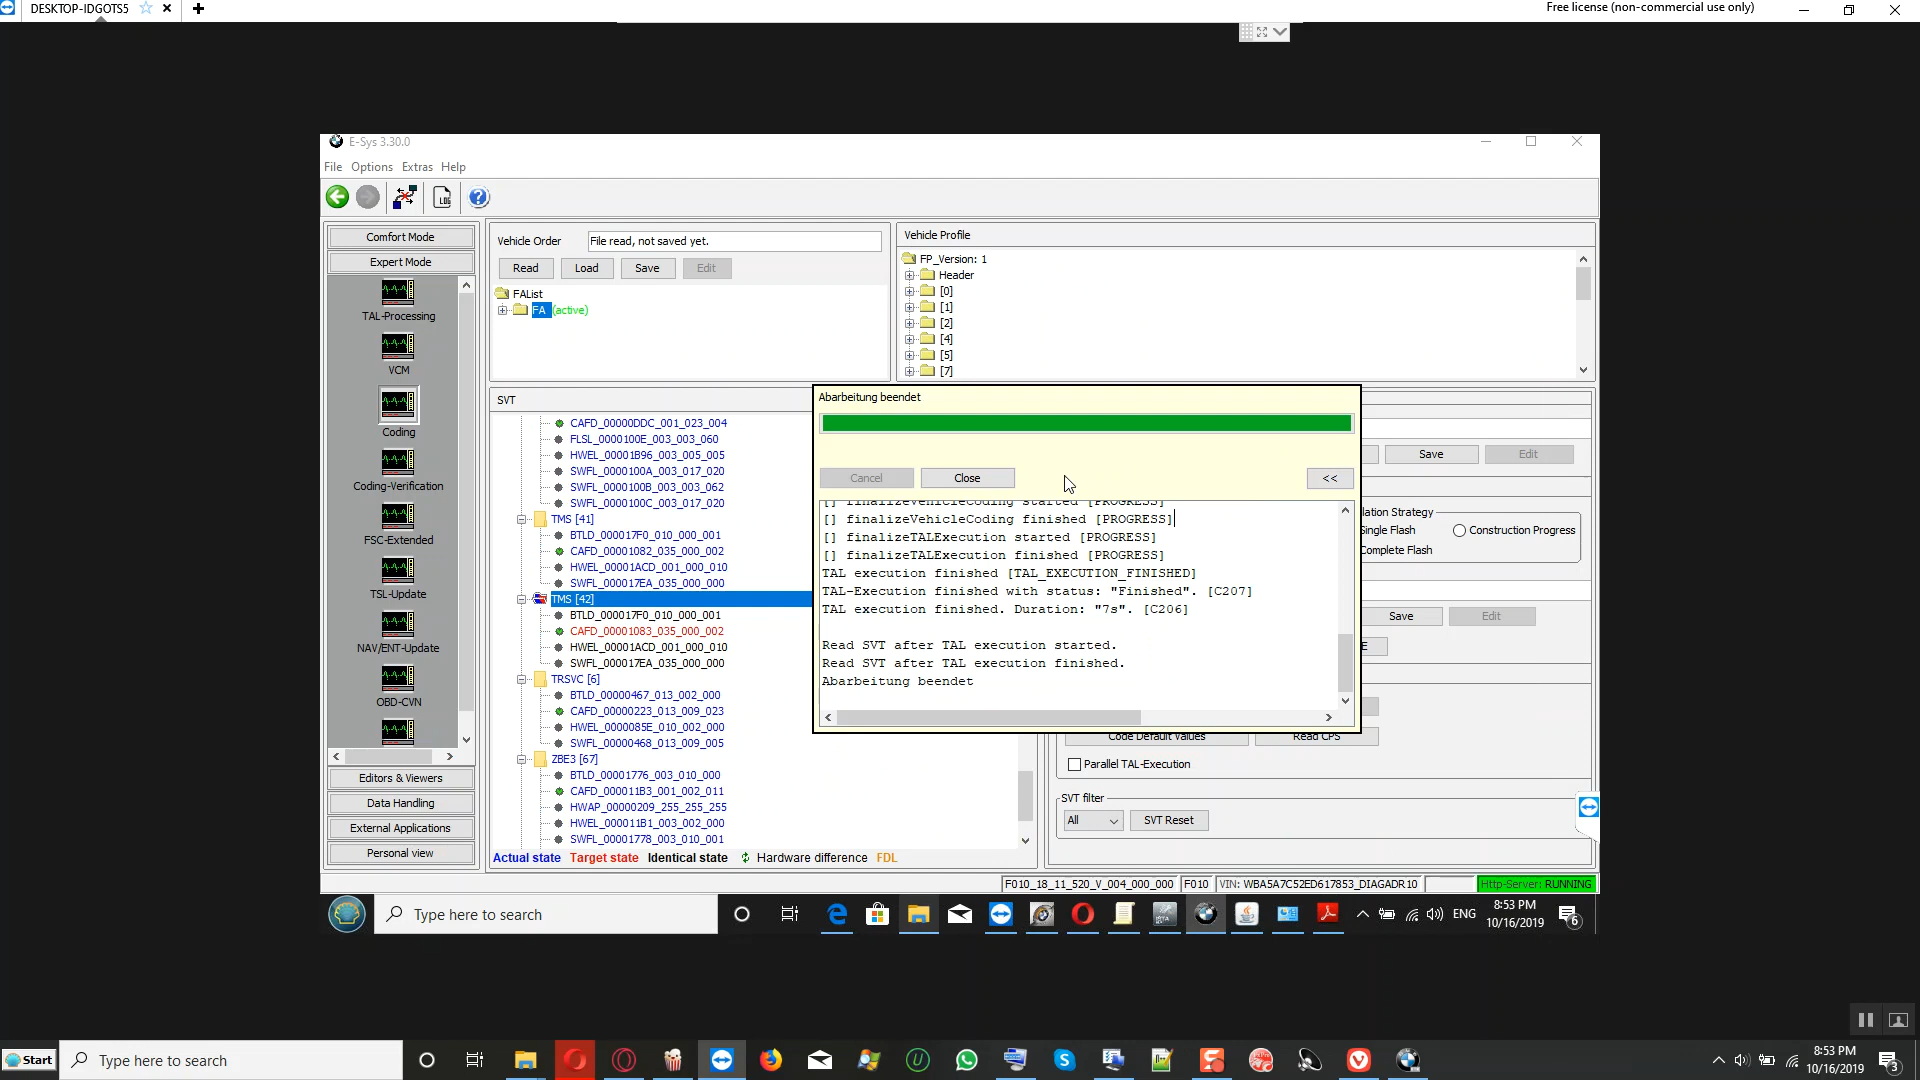 DESKTOP-IDGOTS5
Free license (non-commercial use only)
E-Sys 3.30.0
File Options Extras Help
LOG
Comfort Mode
Expert Mode
TAL-Processing
VCM
Coding
Coding-Verification
FSC-Extended
TSL-Update
NAV/ENT-Update
OBD-CVN
Editors & Viewers
Data Handling
External Applications
Personal view
Vehicle Order File read, not saved yet.
Read Load Save Edit
FAList
FA (active)
Vehicle Profile
FP_Version: 1
Header
[0]
[1]
[2]
[4]
[5]
[7]
SVT
CAFD_00000DDC_001_023_004
FLSL_0000100E_003_003_060
HWEL_00001B96_003_005_005
SWFL_0000100A_003_017_020
SWFL_0000100B_003_003_062
SWFL_0000100C_003_017_020
TMS [41]
BTLD_000017F0_010_000_001
CAFD_00001082_035_000_002
HWEL_00001ACD_001_000_010
SWFL_000017EA_035_000_000
TMS [42]
BTLD_000017F0_010_000_001
CAFD_00001083_035_000_002
HWEL_00001ACD_001_000_010
SWFL_000017EA_035_000_000
TRSVC [6]
BTLD_00000467_013_002_000
CAFD_00000223_013_009_023
HWEL_0000085E_010_002_000
SWFL_00000468_013_009_005
ZBE3 [67]
BTLD_00001776_003_010_000
CAFD_000011B3_001_002_011
HWAP_00000209_255_255_255
HWEL_000011B1_003_002_000
SWFL_00001778_003_010_001
Actual state Target state Identical state Hardware difference FDL
Abarbeitung beendet
Cancel Close <<
[] finalizeVehicleCoding started [PROGRESS]
[] finalizeVehicleCoding finished [PROGRESS]
[] finalizeTALExecution started [PROGRESS]
[] finalizeTALExecution finished [PROGRESS]
TAL execution finished [TAL_EXECUTION_FINISHED]
TAL-Execution finished with status: "Finished". [C207]
TAL execution finished. Duration: "7s". [C206]
Read SVT after TAL execution started.
Read SVT after TAL execution finished.
Abarbeitung beendet
Save Edit
lation Strategy
Single Flash Construction Progress
Complete Flash
Save Edit
E
Code Default Values Read CPS
Parallel TAL-Execution
SVT filter
All SVT Reset
F010_18_11_520_V_004_000_000 F010 VIN: WBA5A7C52ED617853_DIAGADR10 Http-Server: RUNNING
Type here to search
ENG
8:53 PM
10/16/2019
6
Start
Type here to search
8:53 PM
10/16/2019
3